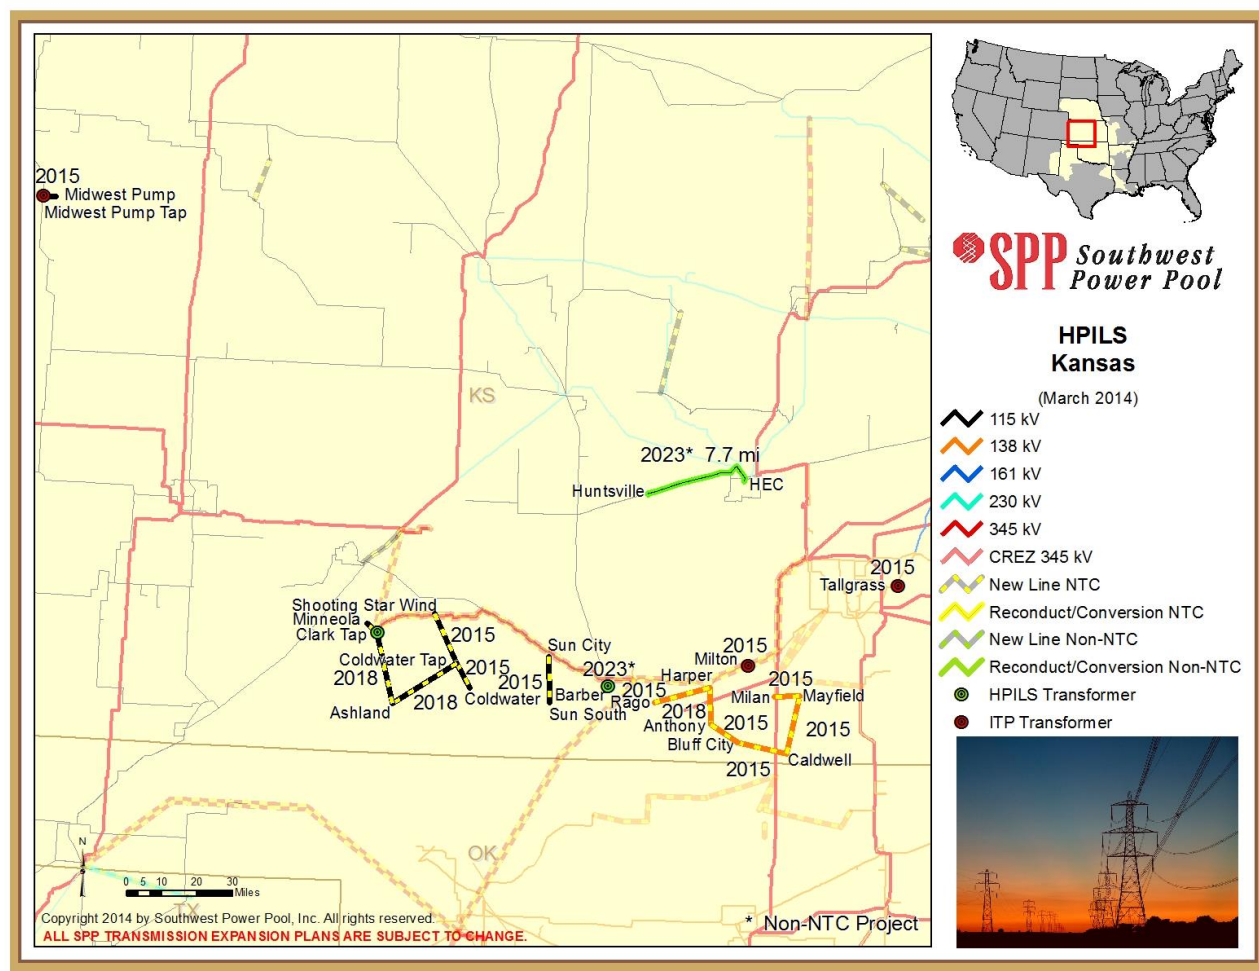 2015
Midwest Pump
Midwest Pump Tap
KS
2023* 7.7 mi
Huntsville
HEC
2015
Tallgrass
Shooting Star Wind
Minneola
Clark Tap
2015
Sun City
2015
Coldwater Tap
2015
2023*
Milton
Harper
2018
2015
Barber
2015
2015
Rago
Milan
Mayfield
Ashland
2018
Coldwater
Sun South
2018
Anthony
2015
2015
Bluff City
Caldwell
2015
OK
N
0 5 10 20 30
Miles
TX
Copyright 2014 by Southwest Power Pool, Inc. All rights reserved.
ALL SPP TRANSMISSION EXPANSION PLANS ARE SUBJECT TO CHANGE.
* Non-NTC Project
SPP Southwest
Power Pool
HPILS
Kansas
(March 2014)
115 kV
138 kV
161 kV
230 kV
345 kV
CREZ 345 kV
New Line NTC
Reconduct/Conversion NTC
New Line Non-NTC
Reconduct/Conversion Non-NTC
HPILS Transformer
ITP Transformer